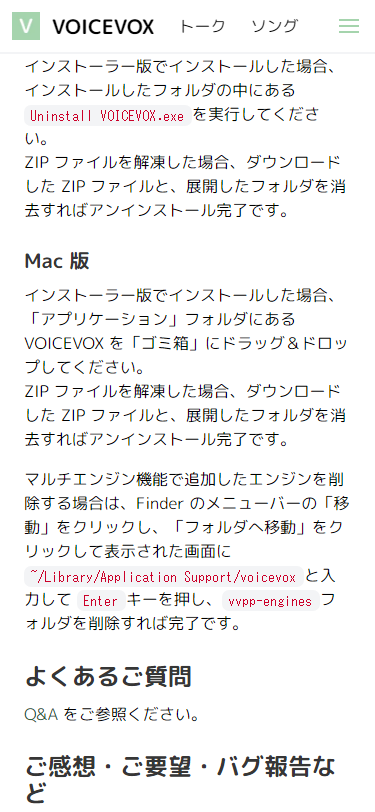 VOICEVOX トーク ソング
インストーラー版でインストールした場合、
インストールしたフォルダの中にある
Uninstall VOICEVOX.exe を実行してくださ
い。
ZIP ファイルを解凍した場合、ダウンロード
した ZIP ファイルと、展開したフォルダを消
去すればアンインストール完了です。
Mac 版
インストーラー版でインストールした場合、
「アプリケーション」フォルダにある
VOICEVOX を「ゴミ箱」にドラッグ＆ドロッ
プしてください。
ZIP ファイルを解凍した場合、ダウンロード
した ZIP ファイルと、展開したフォルダを消
去すればアンインストール完了です。
マルチエンジン機能で追加したエンジンを削
除する場合は、Finder のメニューバーの「移
動」をクリックし、「フォルダへ移動」をク
リックして表示された画面に
~/Library/Application Support/voicevox と入
力して Enter キーを押し、 vvpp-engines フ
ォルダを削除すれば完了です。
よくあるご質問
Q&A をご参照ください。
ご感想・ご要望・バグ報告な
ど